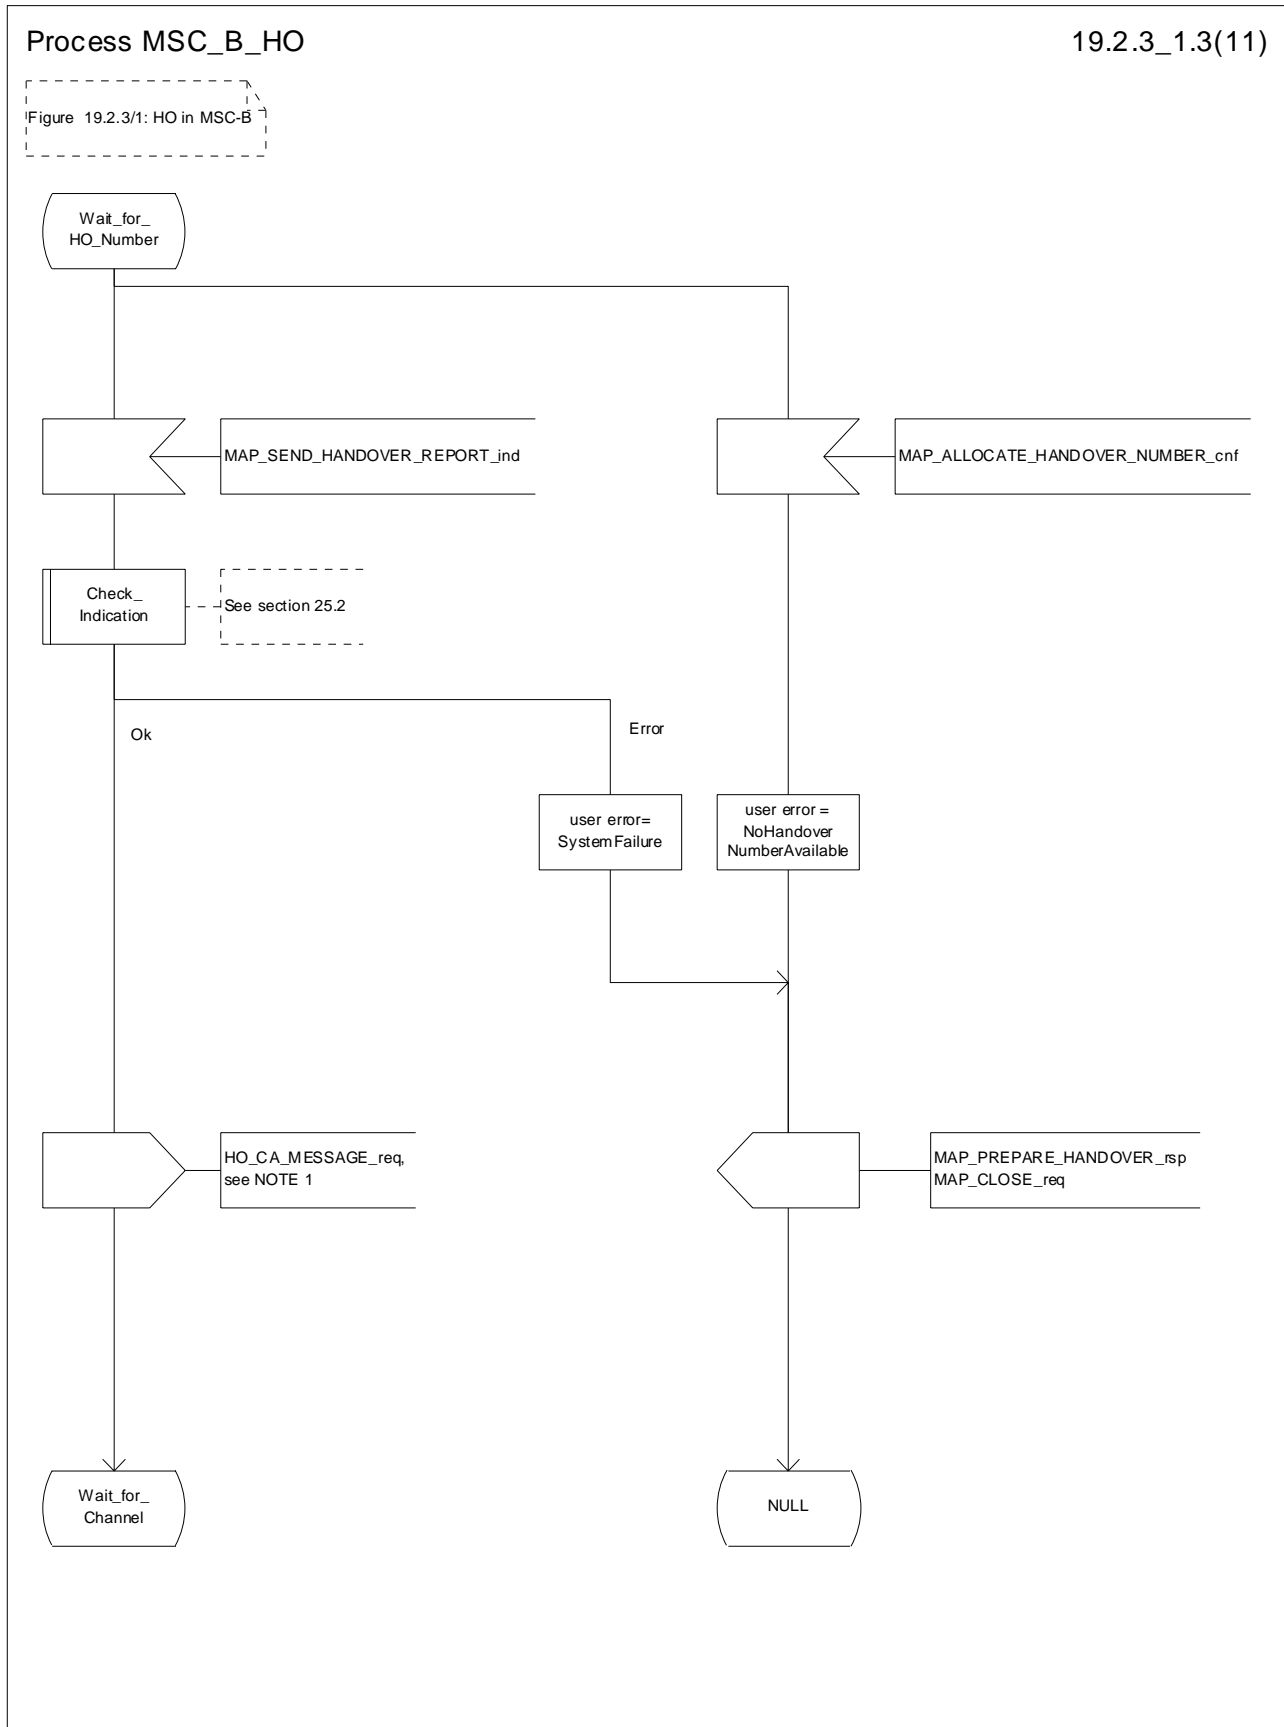 Process MSC_B_HO
19.2.3_1.3(11)
Figure 19.2.3/1: HO in MSC-B
Wait_for_
HO_Number
MAP_SEND_HANDOVER_REPORT_ind
MAP_ALLOCATE_HANDOVER_NUMBER_cnf
Check_
Indication
See section 25.2
Ok
Error
user error=
SystemFailure
user error =
NoHandover
NumberAvailable
HO_CA_MESSAGE_req,
see NOTE 1
MAP_PREPARE_HANDOVER_rsp
MAP_CLOSE_req
Wait_for_
Channel
NULL